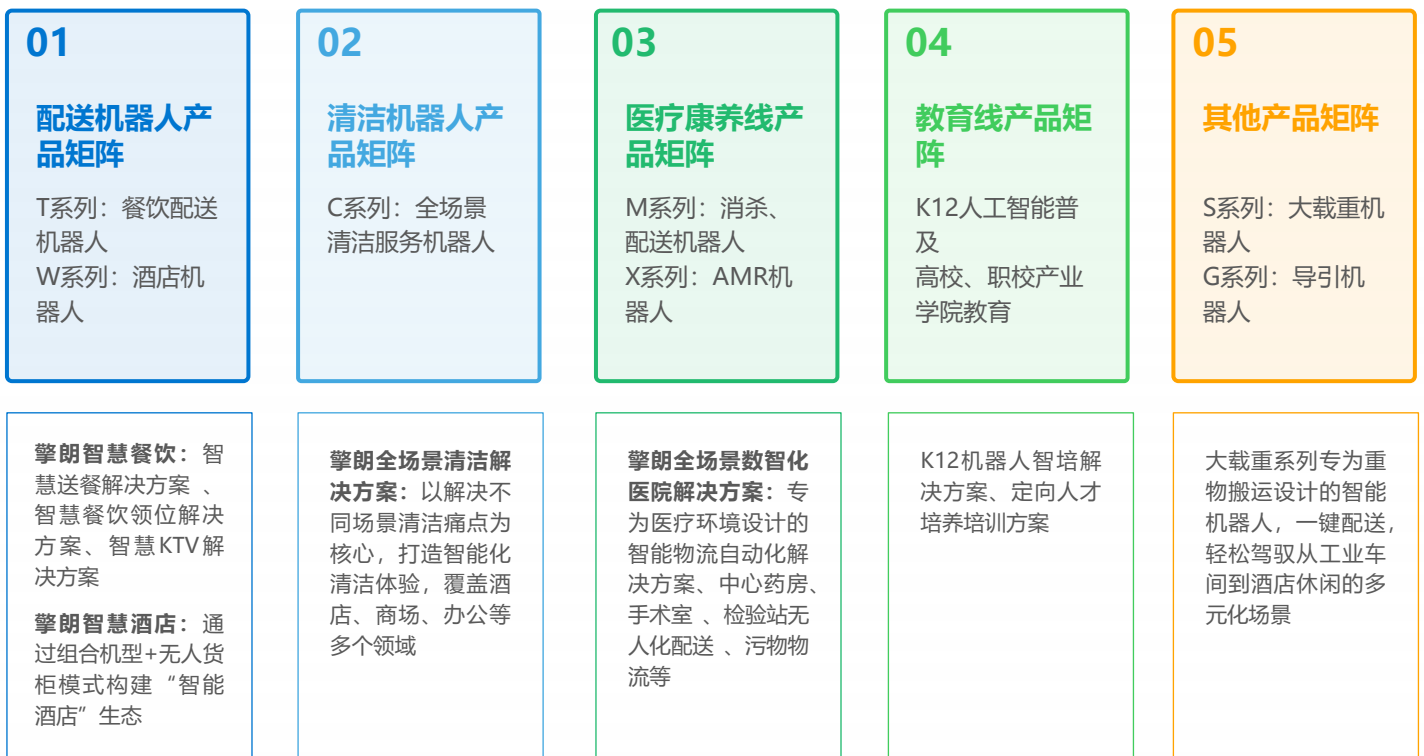 01
配送机器人产
品矩阵
T系列：餐饮配送
机器人
W系列：酒店机
器人
02
清洁机器人产
品矩阵
C系列：全场景
清洁服务机器人
03
医疗康养线产
品矩阵
M系列：消杀、
配送机器人
X系列：AMR机
器人
04
教育线产品矩
阵
K12人工智能普
及
高校、职校产业
学院教育
05
其他产品矩阵
S系列：大载重机
器人
G系列：导引机
器人
擎朗智慧餐饮：智
慧送餐解决方案 、
智慧餐饮领位解决
方案、智慧KTV解
决方案
擎朗智慧酒店：通
过组合机型+无人货
柜模式构建“智能
酒店”生态
擎朗全场景清洁解
决方案：以解决不
同场景清洁痛点为
核心，打造智能化
清洁体验，覆盖酒
店、商场、办公等
多个领域
擎朗全场景数智化
医院解决方案：专
为医疗环境设计的
智能物流自动化解
决方案、中心药房、
手术室 、检验站无
人化配送 、污物物
流等
K12机器人智培解
决方案、定向人才
培养培训方案
大载重系列专为重
物搬运设计的智能
机器人，一键配送，
轻松驾驭从工业车
间到酒店休闲的多
元化场景